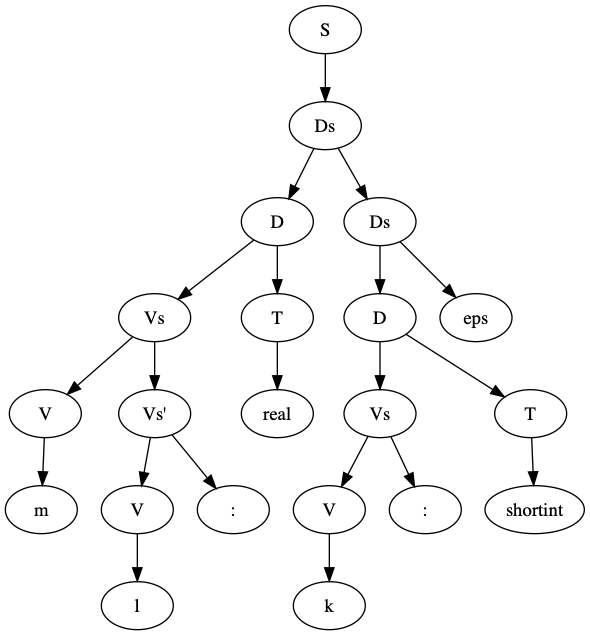 S
Ds
D Ds
Vs T D eps
V Vs' real Vs T
m V : V : shortint
l k